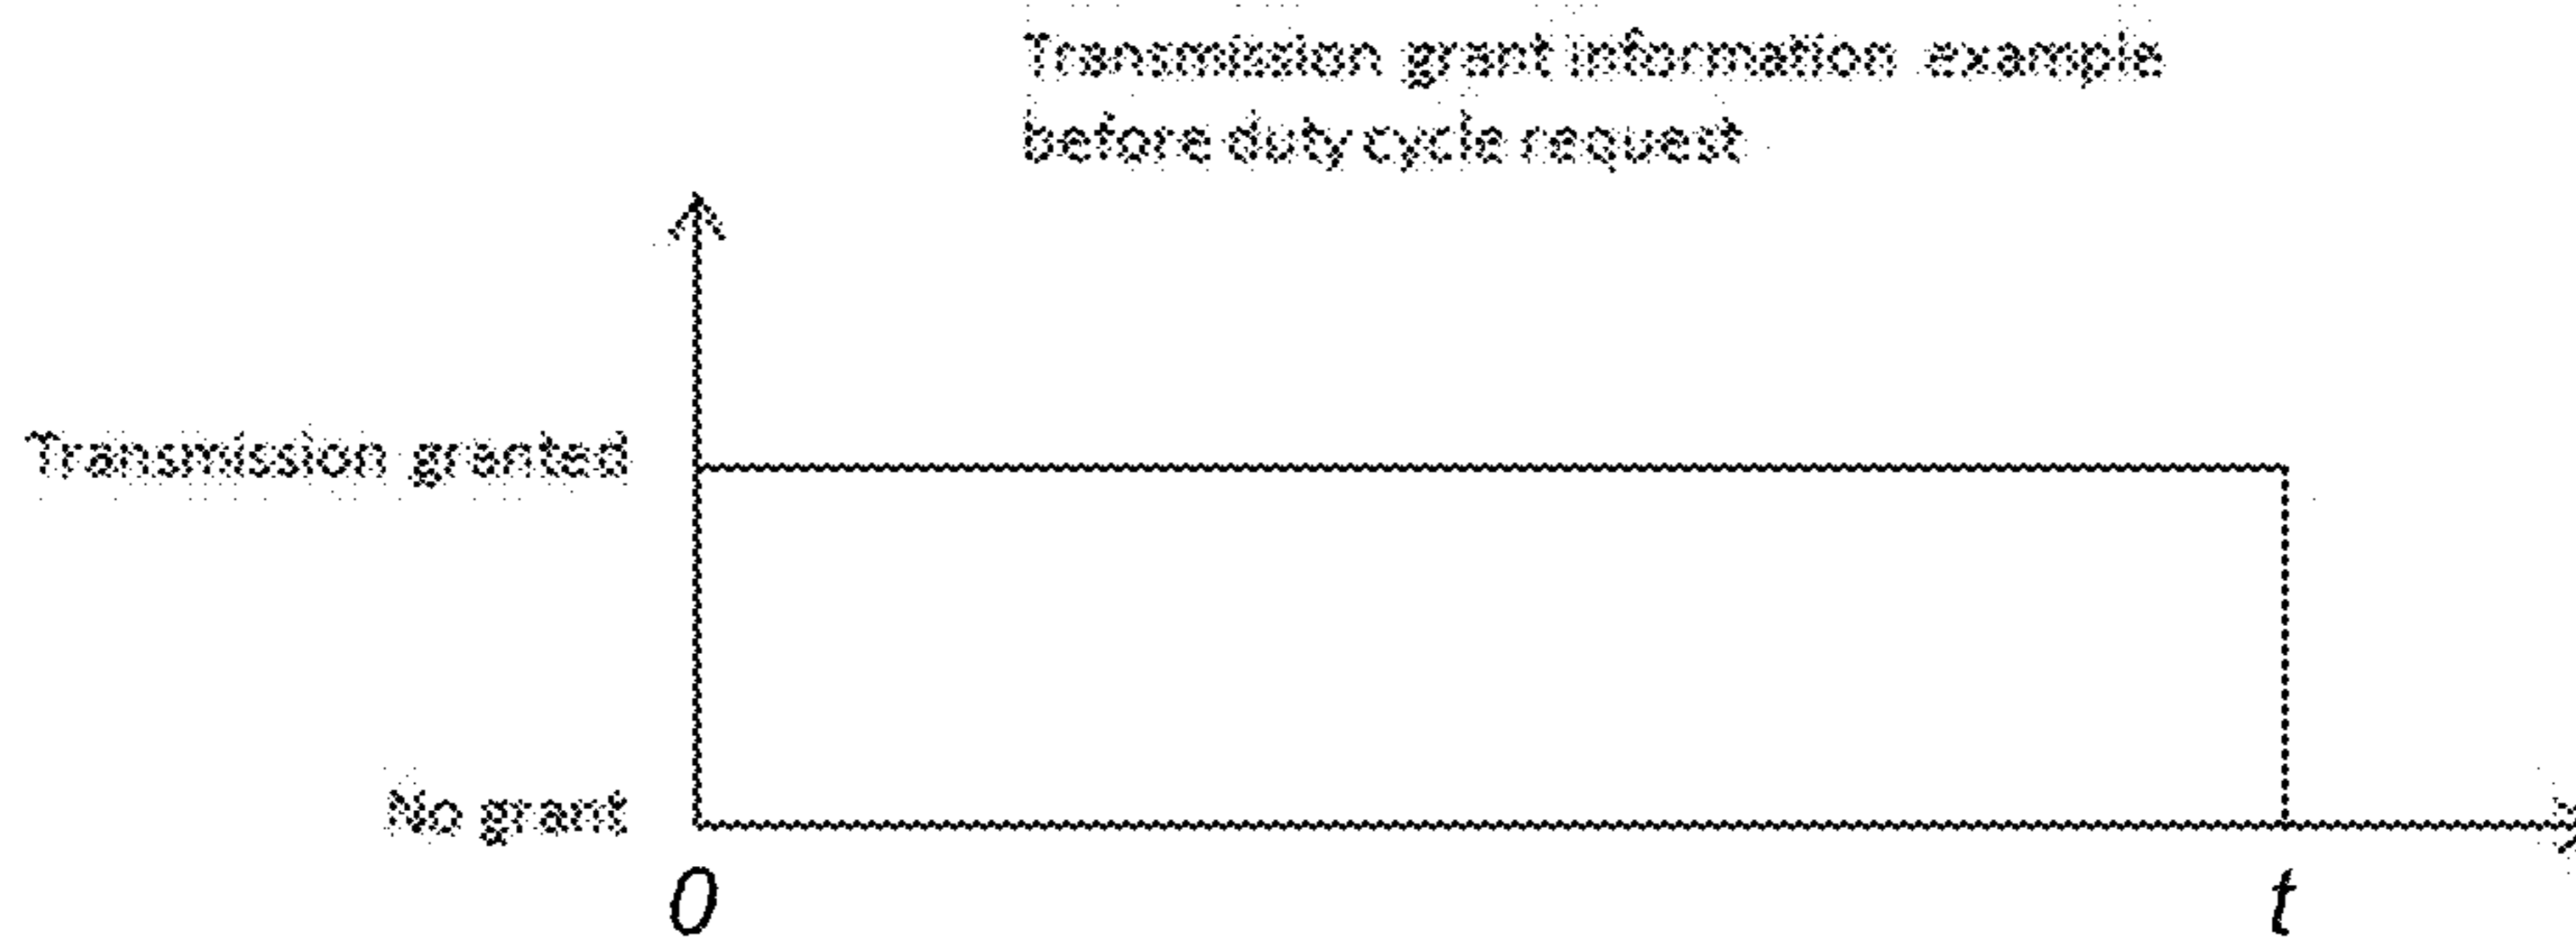 Transmission grant information example
before duty cycle request
Transmission granted
No grant
0
t